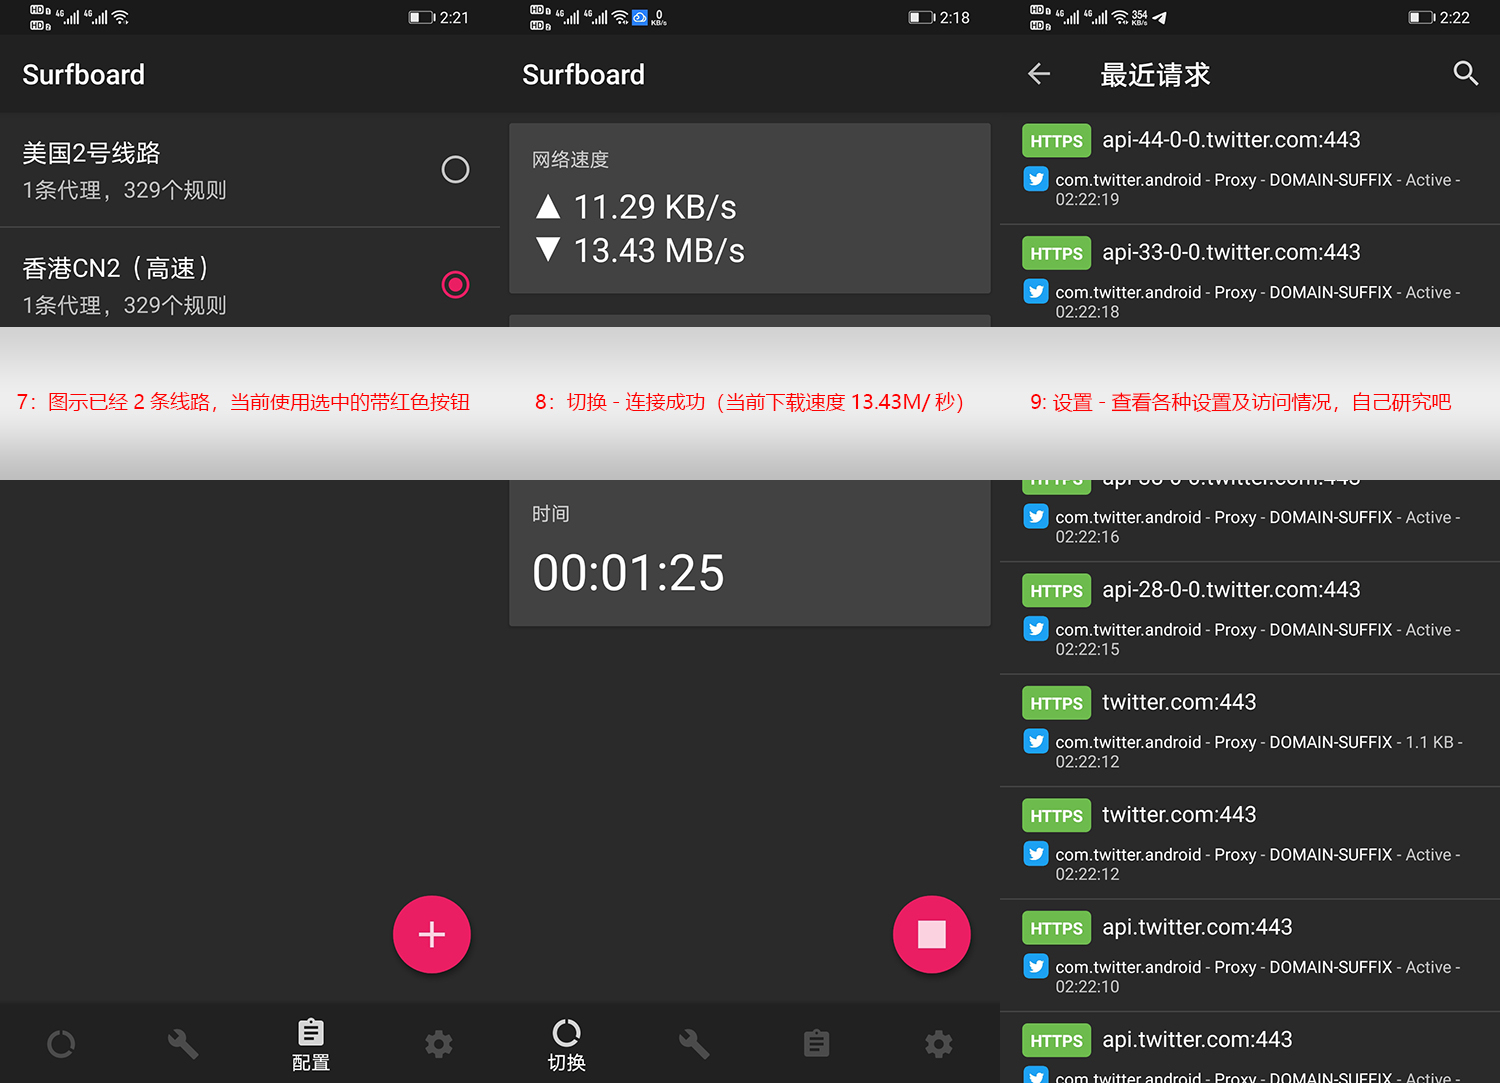 2:21
Surfboard
美国2号线路
1条代理，329个规则
香港CN2（高速）
1条代理，329个规则
7：图示已经 2 条线路，当前使用选中的带红色按钮
配置
0
KB/s
2:18
Surfboard
网络速度
▲ 11.29 KB/s
▼ 13.43 MB/s
8：切换 - 连接成功（当前下载速度 13.43M/ 秒）
时间
00:01:25
切换
354
KB/s
2:22
最近请求
HTTPS api-44-0-0.twitter.com:443
com.twitter.android - Proxy - DOMAIN-SUFFIX - Active -
02:22:19
HTTPS api-33-0-0.twitter.com:443
com.twitter.android - Proxy - DOMAIN-SUFFIX - Active -
02:22:18
9: 设置 - 查看各种设置及访问情况，自己研究吧
com.twitter.android - Proxy - DOMAIN-SUFFIX - Active -
02:22:16
HTTPS api-28-0-0.twitter.com:443
com.twitter.android - Proxy - DOMAIN-SUFFIX - Active -
02:22:15
HTTPS twitter.com:443
com.twitter.android - Proxy - DOMAIN-SUFFIX - 1.1 KB -
02:22:12
HTTPS twitter.com:443
com.twitter.android - Proxy - DOMAIN-SUFFIX - Active -
02:22:12
HTTPS api.twitter.com:443
com.twitter.android - Proxy - DOMAIN-SUFFIX - Active -
02:22:10
HTTPS api.twitter.com:443
com.twitter.android - Proxy - DOMAIN-SUFFIX - Active -